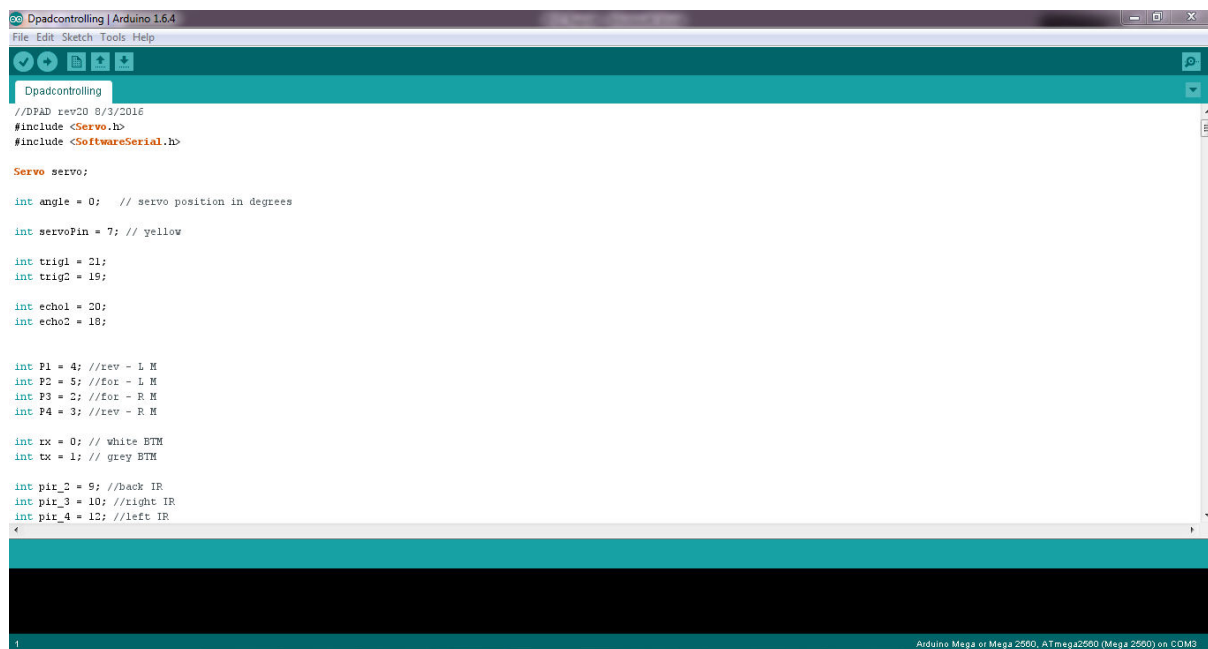 Dpadcontrolling | Arduino 1.6.4
File Edit Sketch Tools Help
Dpadcontrolling
//DPAD rev20 8/3/2016
#include <Servo.h>
#include <SoftwareSerial.h>
Servo servo;
int angle = 0;   // servo position in degrees
int servoPin = 7; // yellow
int trig1 = 21;
int trig2 = 19;
int echo1 = 20;
int echo2 = 18;
int P1 = 4; //rev - L M
int P2 = 5; //for - L M
int P3 = 2; //for - R M
int P4 = 3; //rev - R M
int rx = 0; // white BTM
int tx = 1; // grey BTM
int pir_2 = 9; //back IR
int pir_3 = 10; //right IR
int pir_4 = 12; //left IR
1
Arduino Mega or Mega 2560, ATmega2560 (Mega 2560) on COM3